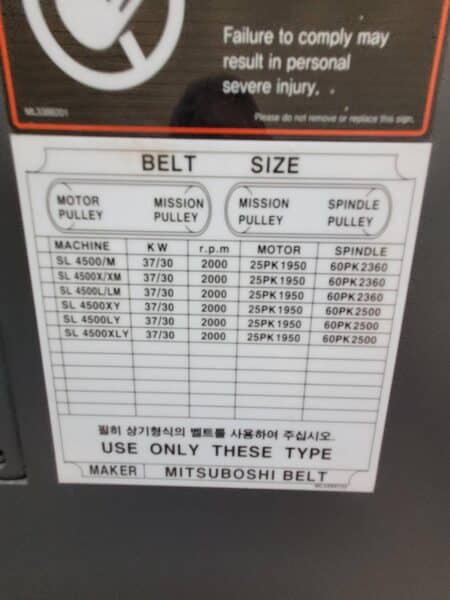 Failure to comply may
result in personal
severe injury.
Please do not remove or replace this sign.
BELT SIZE
MOTOR PULLEY MISSION PULLEY MISSION PULLEY SPINDLE PULLEY
MACHINE KW r.p.m MOTOR SPINDLE
SL 4500/M 37/30 2000 25PK1950 60PK2360
SL 4500X/XM 37/30 2000 25PK1950 60PK2360
SL 4500L/LM 37/30 2000 25PK1950 60PK2360
SL 4500XY 37/30 2000 25PK1950 60PK2500
SL 4500LY 37/30 2000 25PK1950 60PK2500
SL 4500XLY 37/30 2000 25PK1950 60PK2500
필히 상기형식의 벨트를 사용하여 주십시오.
USE ONLY THESE TYPE
MAKER MITSUBOSHI BELT